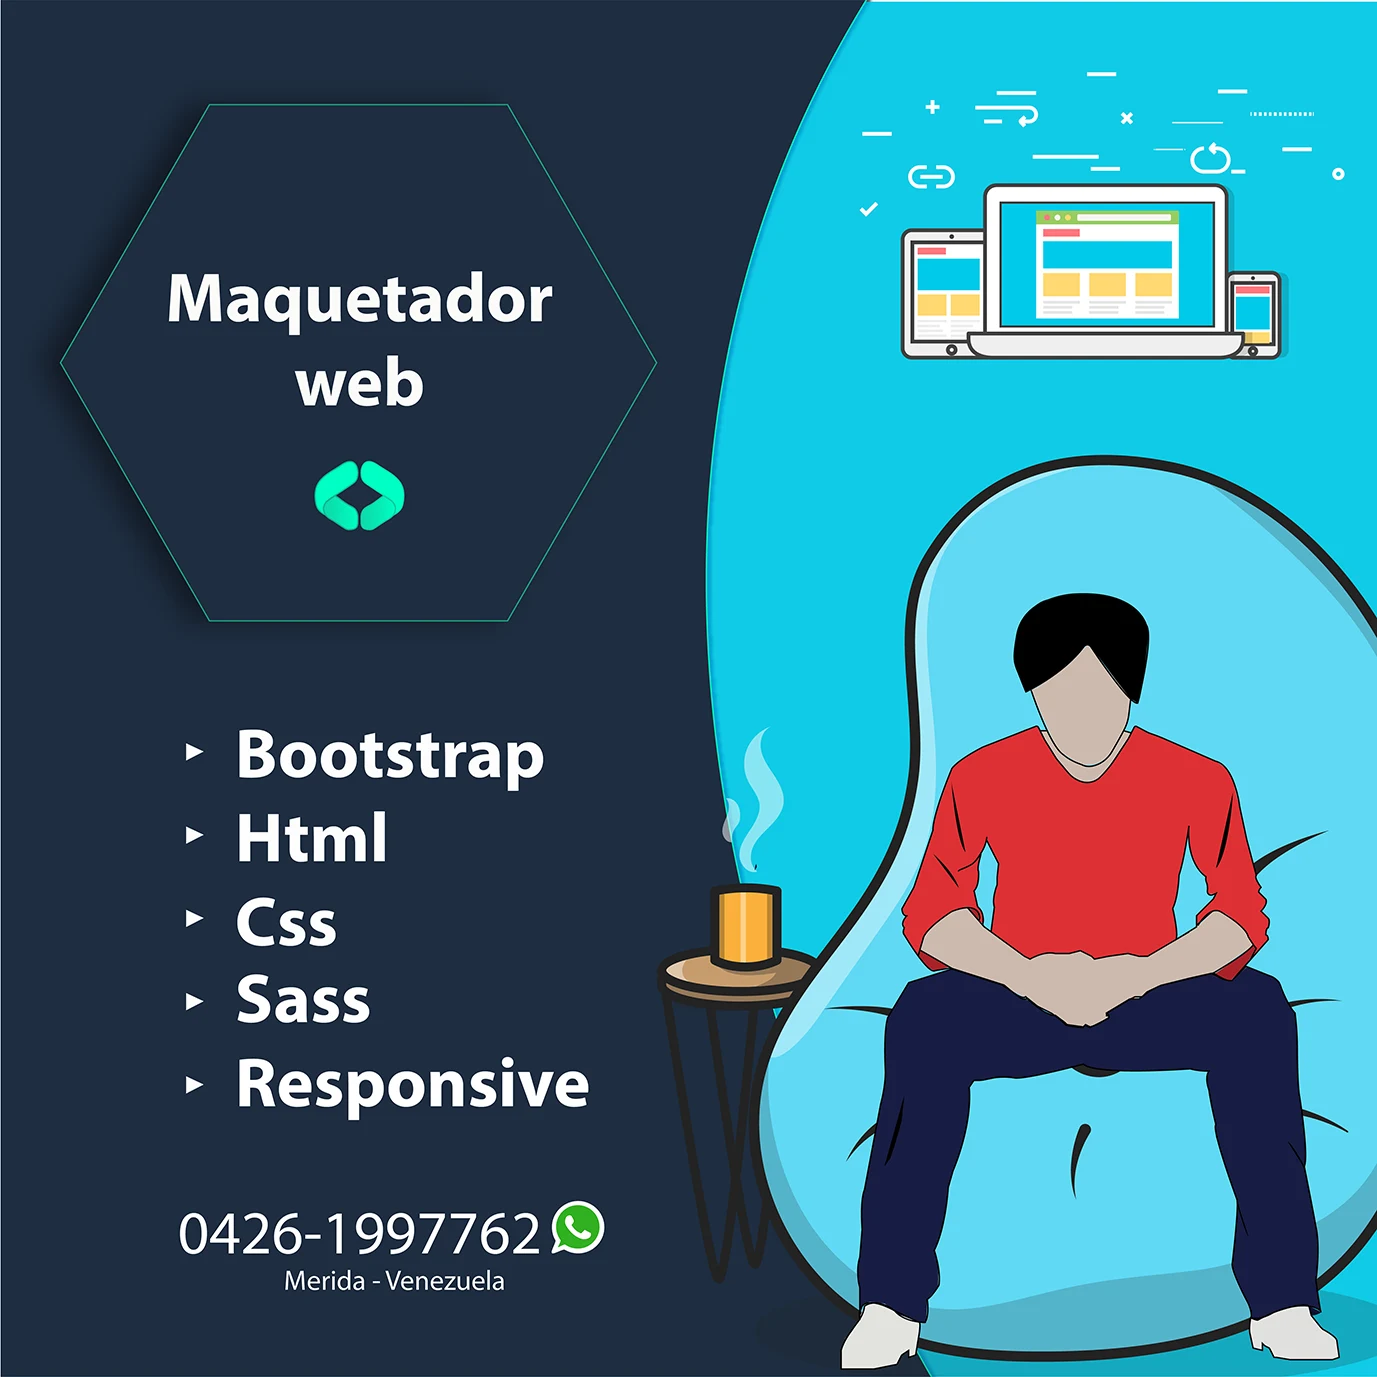 Maquetador
web
Bootstrap
Html
Css
Sass
Responsive
0426-1997762
Merida - Venezuela